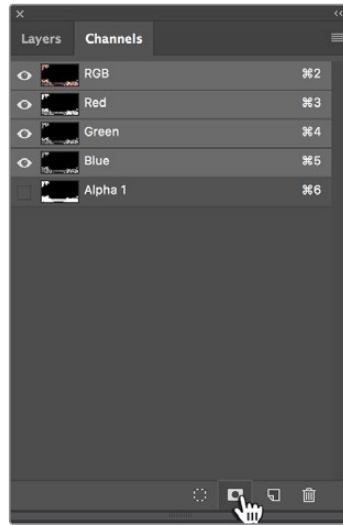 Layers Channels
RGB ⌘2
Red ⌘3
Green ⌘4
Blue ⌘5
Alpha 1 ⌘6